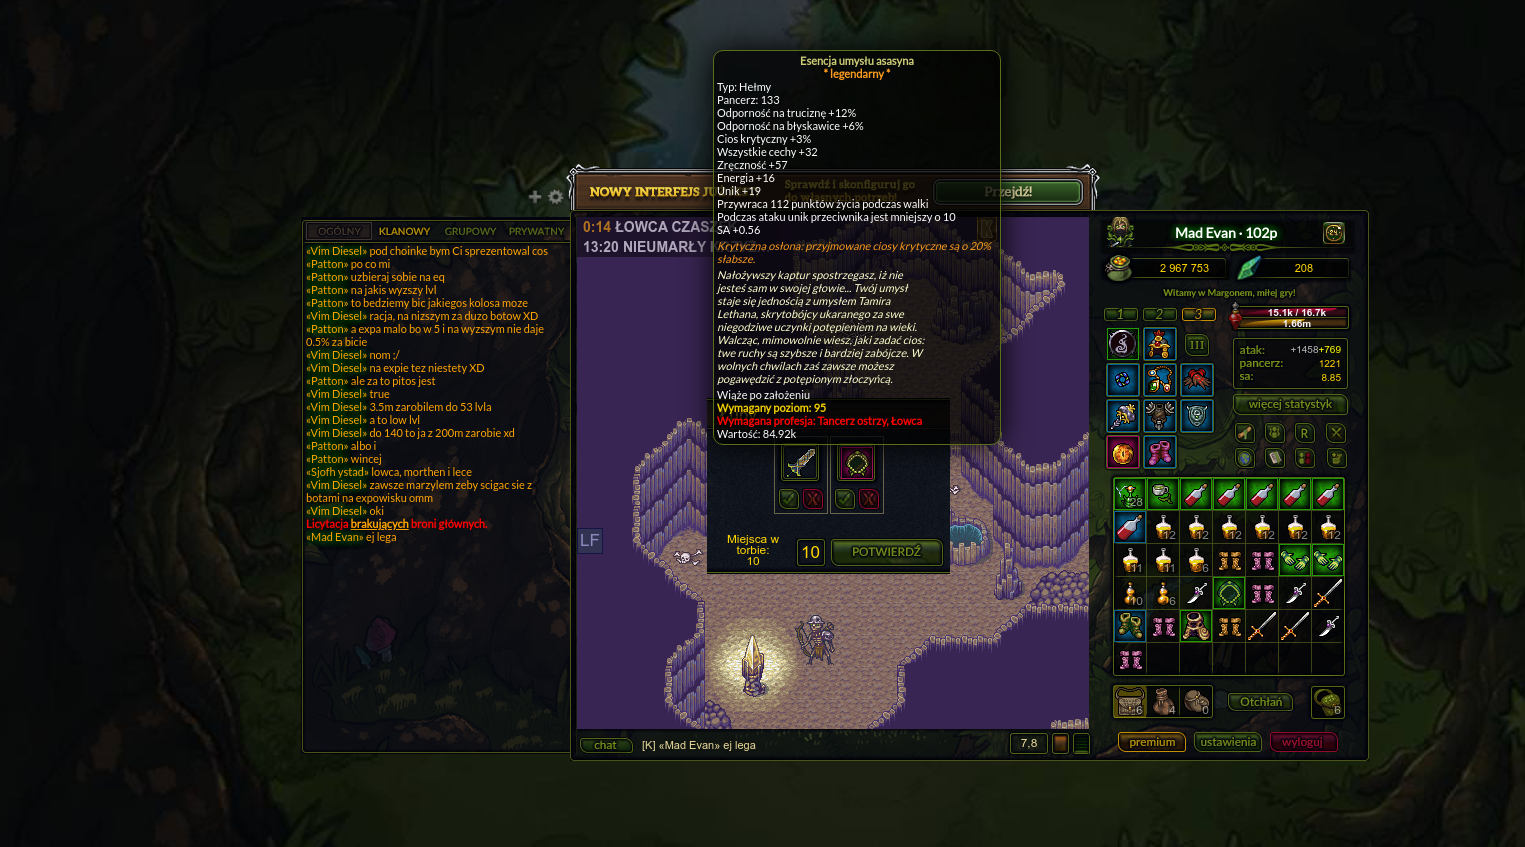 Esencja umysłu asasyna
* legendarny *
Typ: Hełmy
Pancerz: 133
Odporność na truciznę +12%
Odporność na błyskawice +6%
Cios krytyczny +3%
Wszystkie cechy +32
Zręczność +57
Energia +16
Unik +19
Przywraca 112 punktów życia podczas walki
Podczas ataku unik przeciwnika jest mniejszy o 10
SA +0.56
Krytyczna osłona: przyjmowane ciosy krytyczne są o 20%
słabsze.
Nałożywszy kaptur spostrzegasz, iż nie
jesteś sam w swojej głowie... Twój umysł
staje się jednością z umysłem Tamira
Lethana, skrytobójcy ukaranego za swe
niegodziwe uczynki potępieniem na wieki.
Walcząc, mimowolnie wiesz, jaki zadać cios:
twe ruchy są szybsze i bardziej zabójcze. W
wolnych chwilach zaś zawsze możesz
pogawędzić z potępionym złoczyńcą.
Wiąże po założeniu
Wymagany poziom: 95
Wymagana profesja: Tancerz ostrzy, Łowca
Wartość: 84.92k
NOWY INTERFEJS JU
Sprawdź i skonfiguruj go
Przejdź!
0:14 ŁOWCA CZASZ
13:20 NIEUMARŁY
OGÓLNY KLANOWY GRUPOWY PRYWATNY
«Vim Diesel» pod choinke bym Ci sprezentowal cos
«Patton» po co mi
«Patton» uzbieraj sobie na eq
«Patton» na jakis wyzszy lvl
«Patton» to bedziemy bic jakiegos kolosa moze
«Vim Diesel» racja, na nizszym za duzo botow XD
«Patton» a expa malo bo w 5 i na wyzszym nie daje
0.5% za bicie
«Vim Diesel» nom ;/
«Vim Diesel» na expie tez niestety XD
«Patton» ale za to pitos jest
«Vim Diesel» true
«Vim Diesel» 3.5m zarobilem do 53 lvla
«Vim Diesel» a to low lvl
«Vim Diesel» do 140 to ja z 200m zarobie xd
«Patton» albo i
«Patton» wincej
«Sjofh ystad» lowca, morthen i lece
«Vim Diesel» zawsze marzylem zeby scigac sie z
botami na expowisku omm
«Vim Diesel» oki
Licytacja brakujących broni głównych.
«Mad Evan» ej lega
LF
Miejsca w
torbie:
10
10
POTWIERDŹ
chat
[K] «Mad Evan» ej lega
7,8
Mad Evan · 102p
24
2 967 753
208
Witamy w Margonem, miłej gry!
1 2 3
15.1k / 16.7k
1.66m
III
atak: +1458+769
pancerz: 1221
sa: 8.85
więcej statystyk
R
28
12 12 12 12 12 12
11 11 6
10 6
6 4 0
Otchłań
6
premium
ustawienia
wyloguj